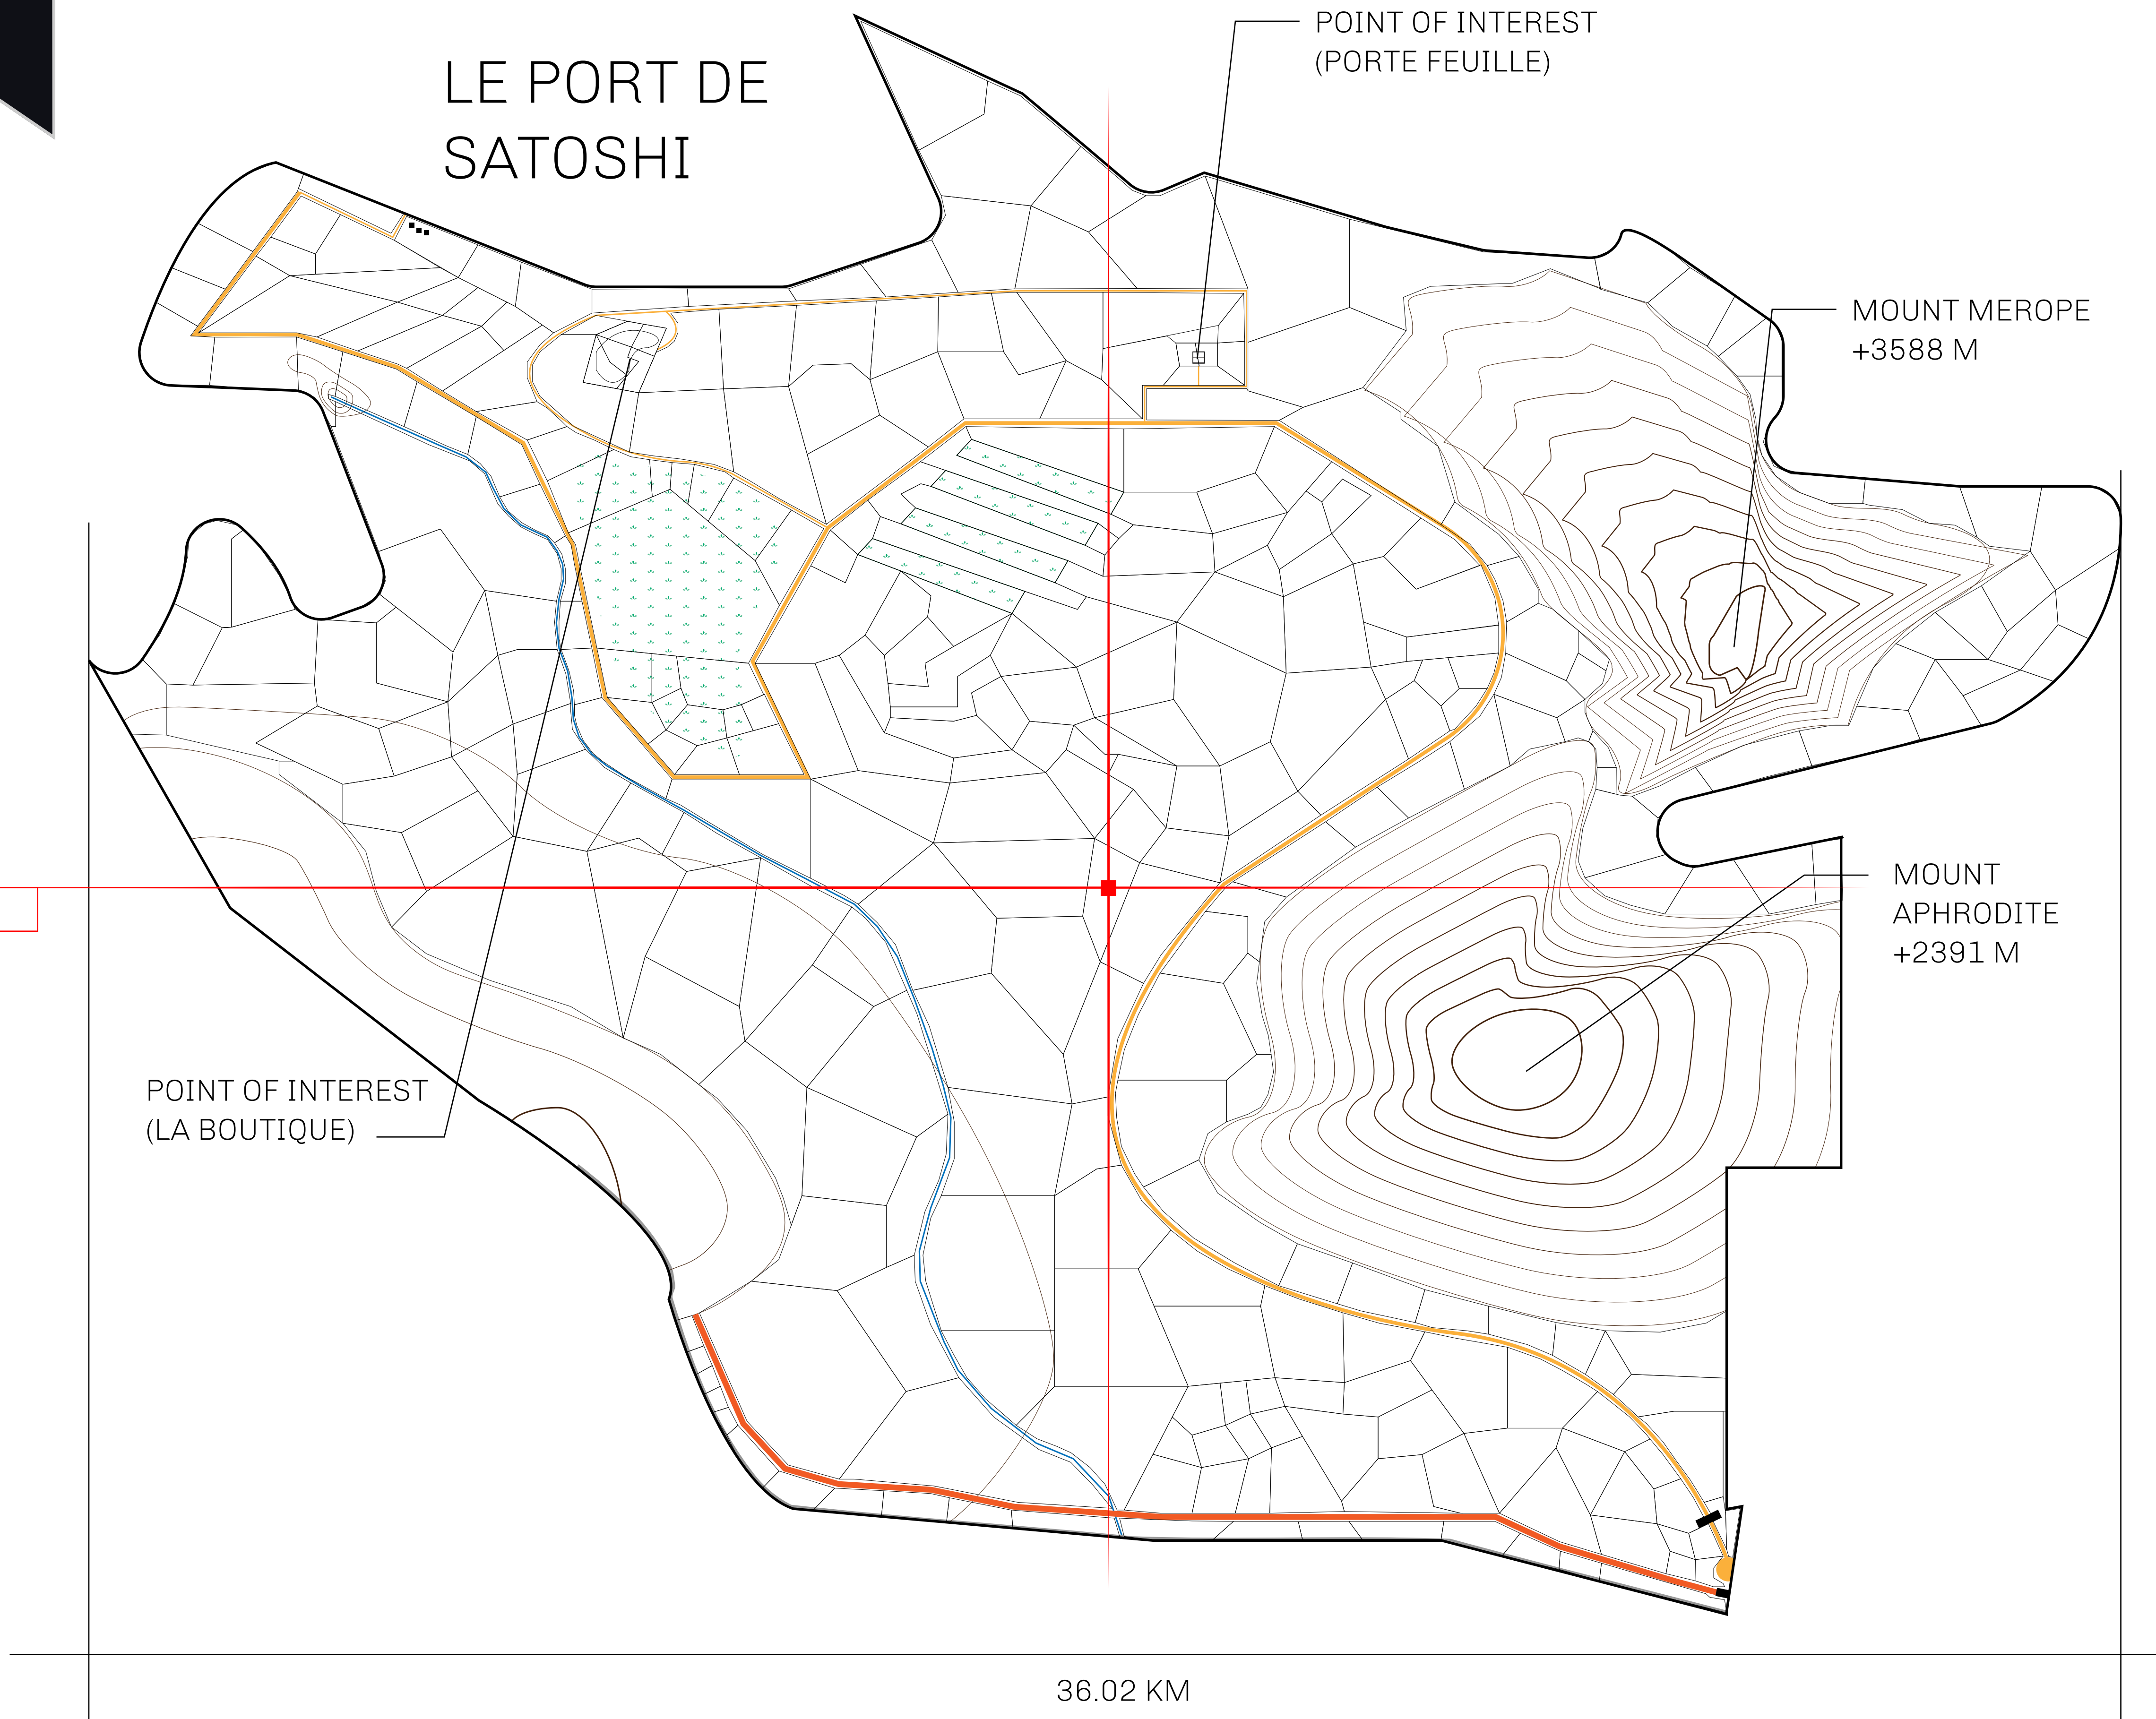 POINT OF INTEREST
(PORTE FEUILLE)
LE PORT DE
SATOSHI
MOUNT MEROPE
+3588 M
MOUNT
APHRODITE
+2391 M
POINT OF INTEREST
(LA BOUTIQUE)
36.02 KM